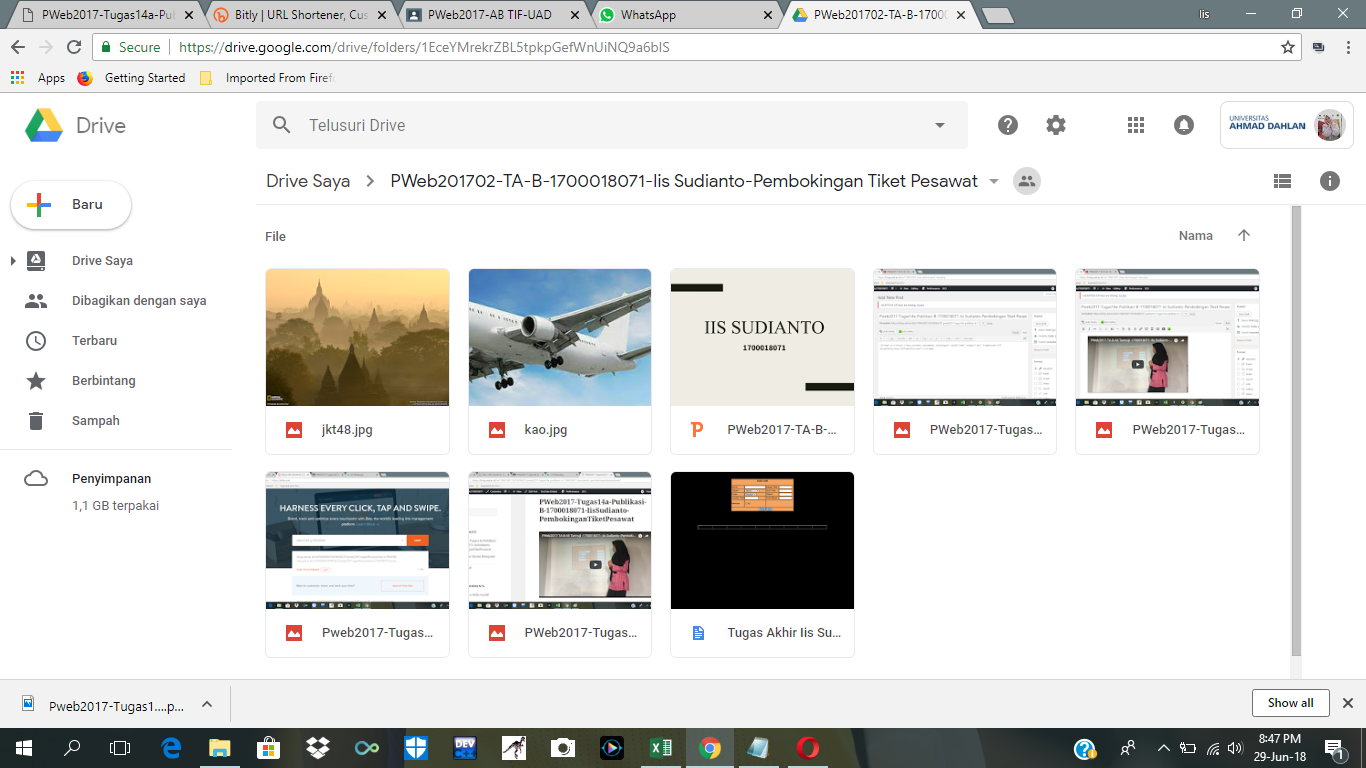 PWeb2017-Tugas14a-Pub
Bitly | URL Shortener, Cus
PWeb2017-AB TIF-UAD
WhatsApp
PWeb201702-TA-B-1700
Iis
Secure
https://drive.google.com/drive/folders/1EceYMrekrZBL5tpkpGefWnUiNQ9a6blS
Apps
Getting Started
Imported From Firef
Drive
Telusuri Drive
UNIVERSITAS
AHMAD DAHLAN
Drive Saya
PWeb201702-TA-B-1700018071-Iis Sudianto-Pembokingan Tiket Pesawat
Baru
File
Nama
Drive Saya
Dibagikan dengan saya
Terbaru
Berbintang
Sampah
Penyimpanan
1,1 GB terpakai
IIS SUDIANTO
1700018071
jkt48.jpg
kao.jpg
PWeb2017-TA-B-...
PWeb2017-Tugas...
PWeb2017-Tugas...
HARNESS EVERY CLICK, TAP AND SWIPE.
PWeb2017-Tugas14a-Publikasi-
B-1700018071-IisSudianto-
PembokinganTiketPesawat
Pweb2017-Tugas...
PWeb2017-Tugas...
Tugas Akhir Iis Su...
Pweb2017-Tugas1....p...
Show all
DEV
8:47 PM
29-Jun-18
1